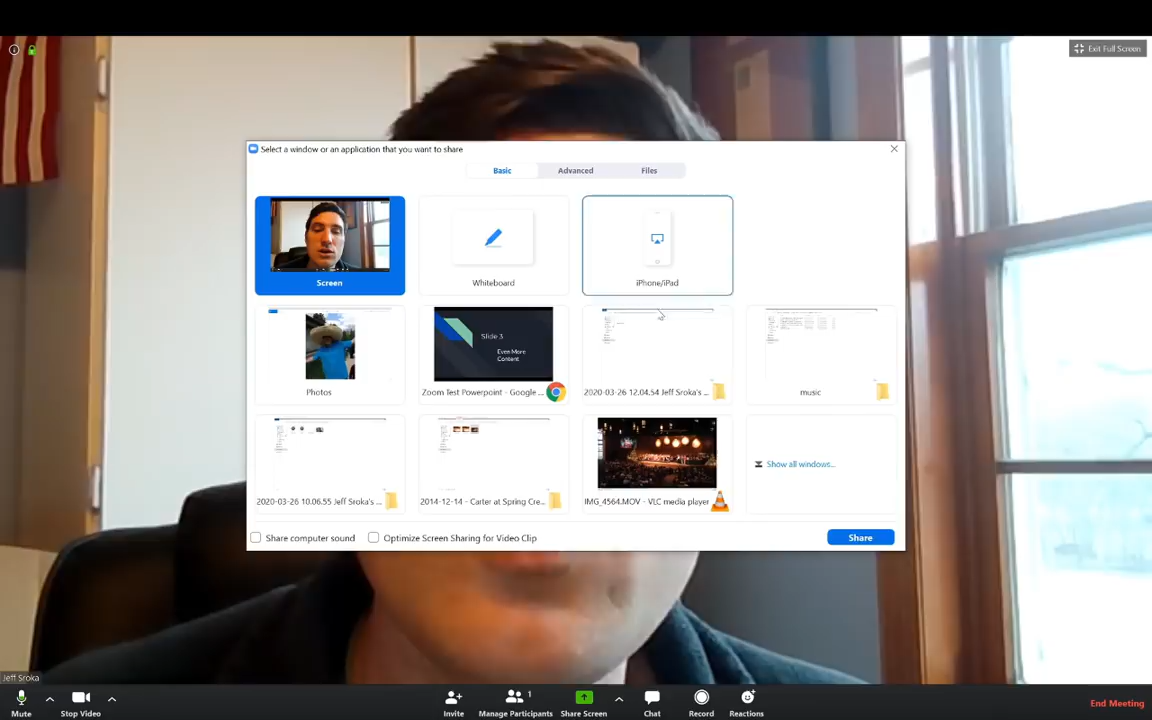 Exit Full Screen
Select a window or an application that you want to share
Basic
Advanced
Files
Screen
Whiteboard
iPhone/iPad
Slide 3
Even More
Content
Photos
Zoom Test Powerpoint - Google ...
2020-03-26 12.04.54 Jeff Sroka's ...
music
2020-03-26 10.06.55 Jeff Sroka's ...
2014-12-14 - Carter at Spring Cre...
IMG_4564.MOV - VLC media player
Show all windows...
Share computer sound
Optimize Screen Sharing for Video Clip
Share
Jeff Sroka
Mute
Stop Video
Invite
1
Manage Participants
Share Screen
Chat
Record
Reactions
End Meeting